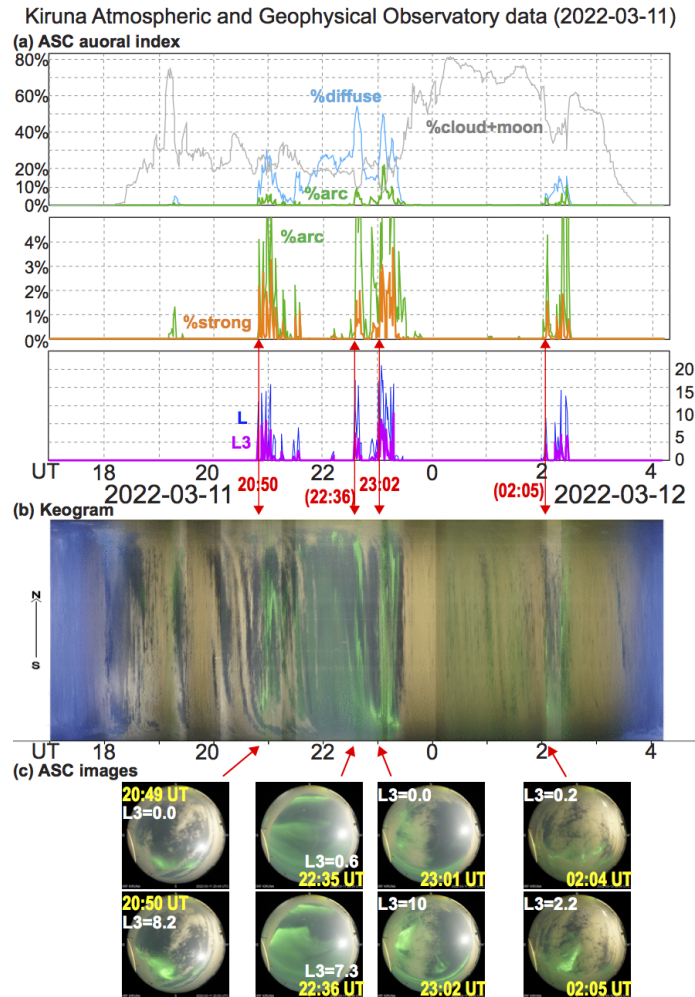 Kiruna Atmospheric and Geophysical Observatory data (2022-03-11)
(a) ASC auoral index
80%
60%
40%
20%
10%
0%
%diffuse
%cloud+moon
%arc
4%
3%
2%
1%
0%
%arc
%strong
20
15
10
5
0
L
L3
UT 18 20 22 0 2 4
2022-03-11 20:50 (22:36) 23:02 (02:05) 2022-03-12
(b) Keogram
N
S
UT 18 20 22 0 2 4
(c) ASC images
20:49 UT
L3=0.0
L3=0.6
22:35 UT
L3=0.0
23:01 UT
L3=0.2
02:04 UT
20:50 UT
L3=8.2
L3=7.3
22:36 UT
L3=10
23:02 UT
L3=2.2
02:05 UT